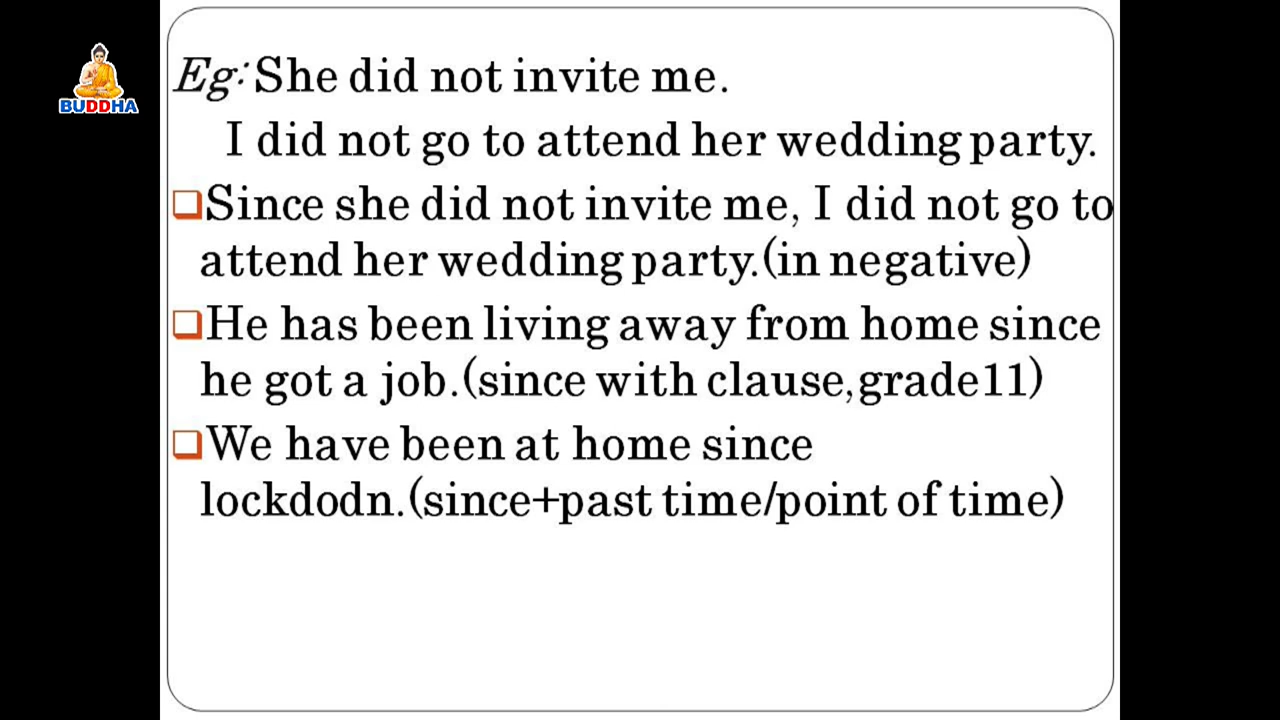 BUDDHA
Eg: She did not invite me.
I did not go to attend her wedding party.
Since she did not invite me, I did not go to
attend her wedding party.(in negative)
He has been living away from home since
he got a job.(since with clause,grade11)
We have been at home since
lockdodn.(since+past time/point of time)